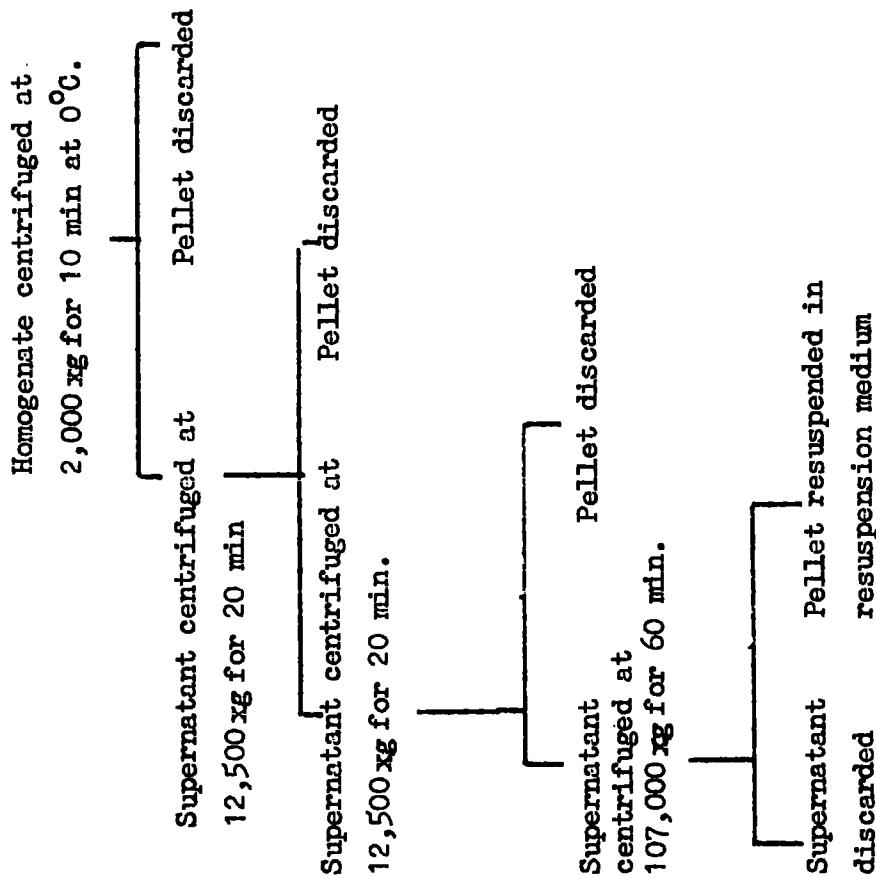 Homogenate centrifuged at
2,000 xg for 10 min at 0°C.
Supernatant centrifuged at
12,500 xg for 20 min
Pellet discarded
Supernatant centrifuged at
12,500 xg for 20 min.
Pellet discarded
Supernatant
centrifuged at
107,000 xg for 60 min.
Pellet discarded
Supernatant
discarded
Pellet resuspended in
resuspension medium